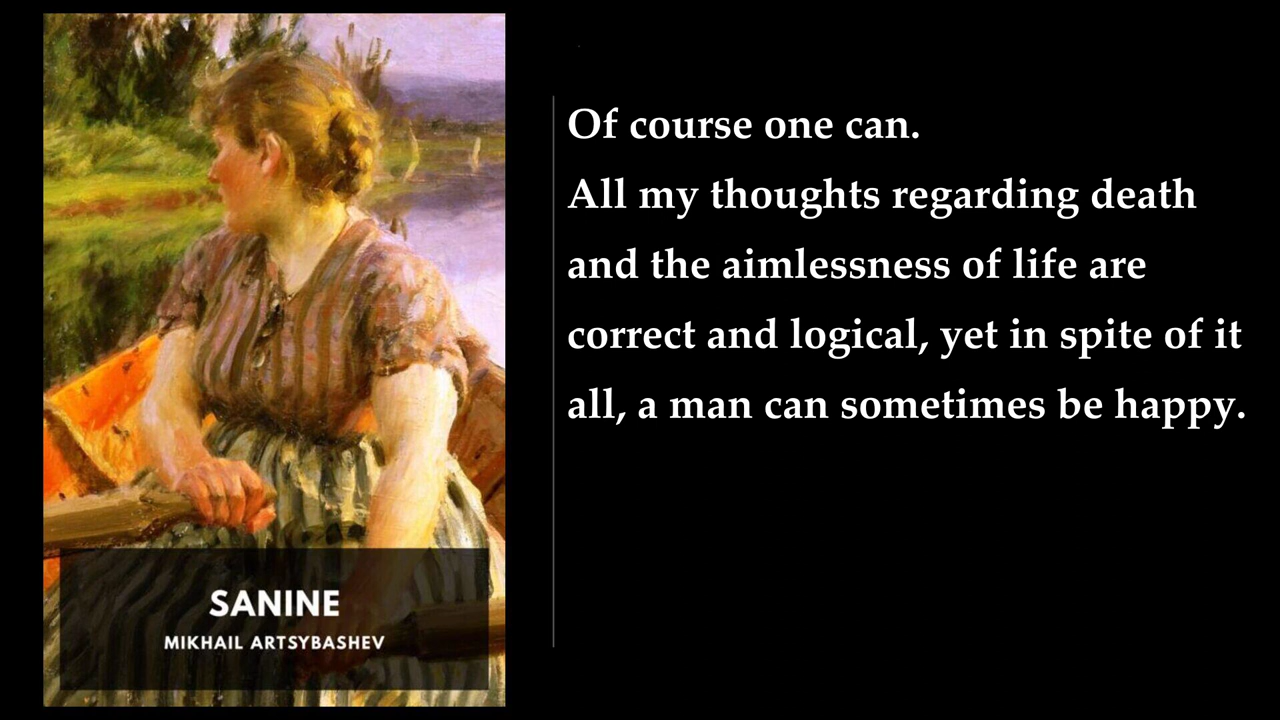 SANINE
MIKHAIL ARTSYBASHEV
Of course one can.
All my thoughts regarding death
and the aimlessness of life are
correct and logical, yet in spite of it
all, a man can sometimes be happy.